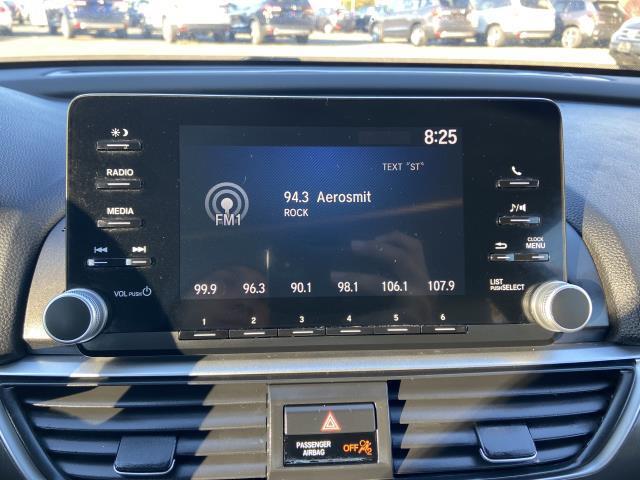 8:25
TEXT "ST"
94.3 Aerosmit
ROCK
FM1
99.9 96.3 90.1 98.1 106.1 107.9
RADIO
MEDIA
VOL PUSH
1 2 3 4 5 6
CLOCK
MENU
LIST
PUSH SELECT
PASSENGER
AIRBAG
OFF